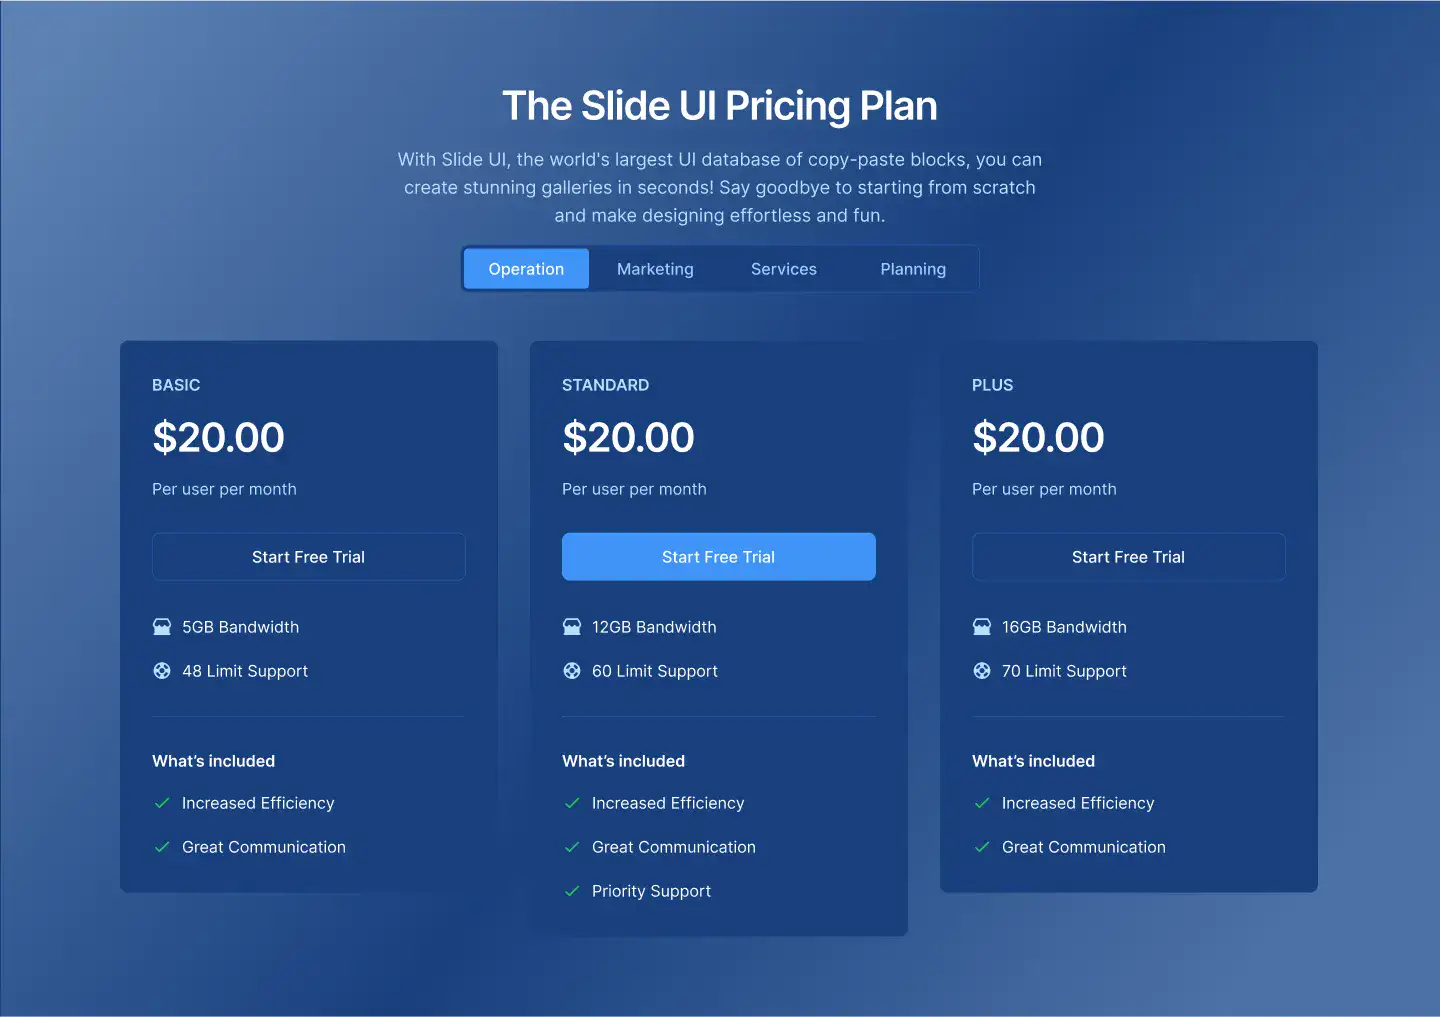 The Slide UI Pricing Plan
With Slide UI, the world's largest UI database of copy-paste blocks, you can
create stunning galleries in seconds! Say goodbye to starting from scratch
and make designing effortless and fun.
Operation
Marketing
Services
Planning
BASIC
$20.00
Per user per month
Start Free Trial
5GB Bandwidth
48 Limit Support
What’s included
Increased Efficiency
Great Communication
STANDARD
$20.00
Per user per month
Start Free Trial
12GB Bandwidth
60 Limit Support
What’s included
Increased Efficiency
Great Communication
Priority Support
PLUS
$20.00
Per user per month
Start Free Trial
16GB Bandwidth
70 Limit Support
What’s included
Increased Efficiency
Great Communication